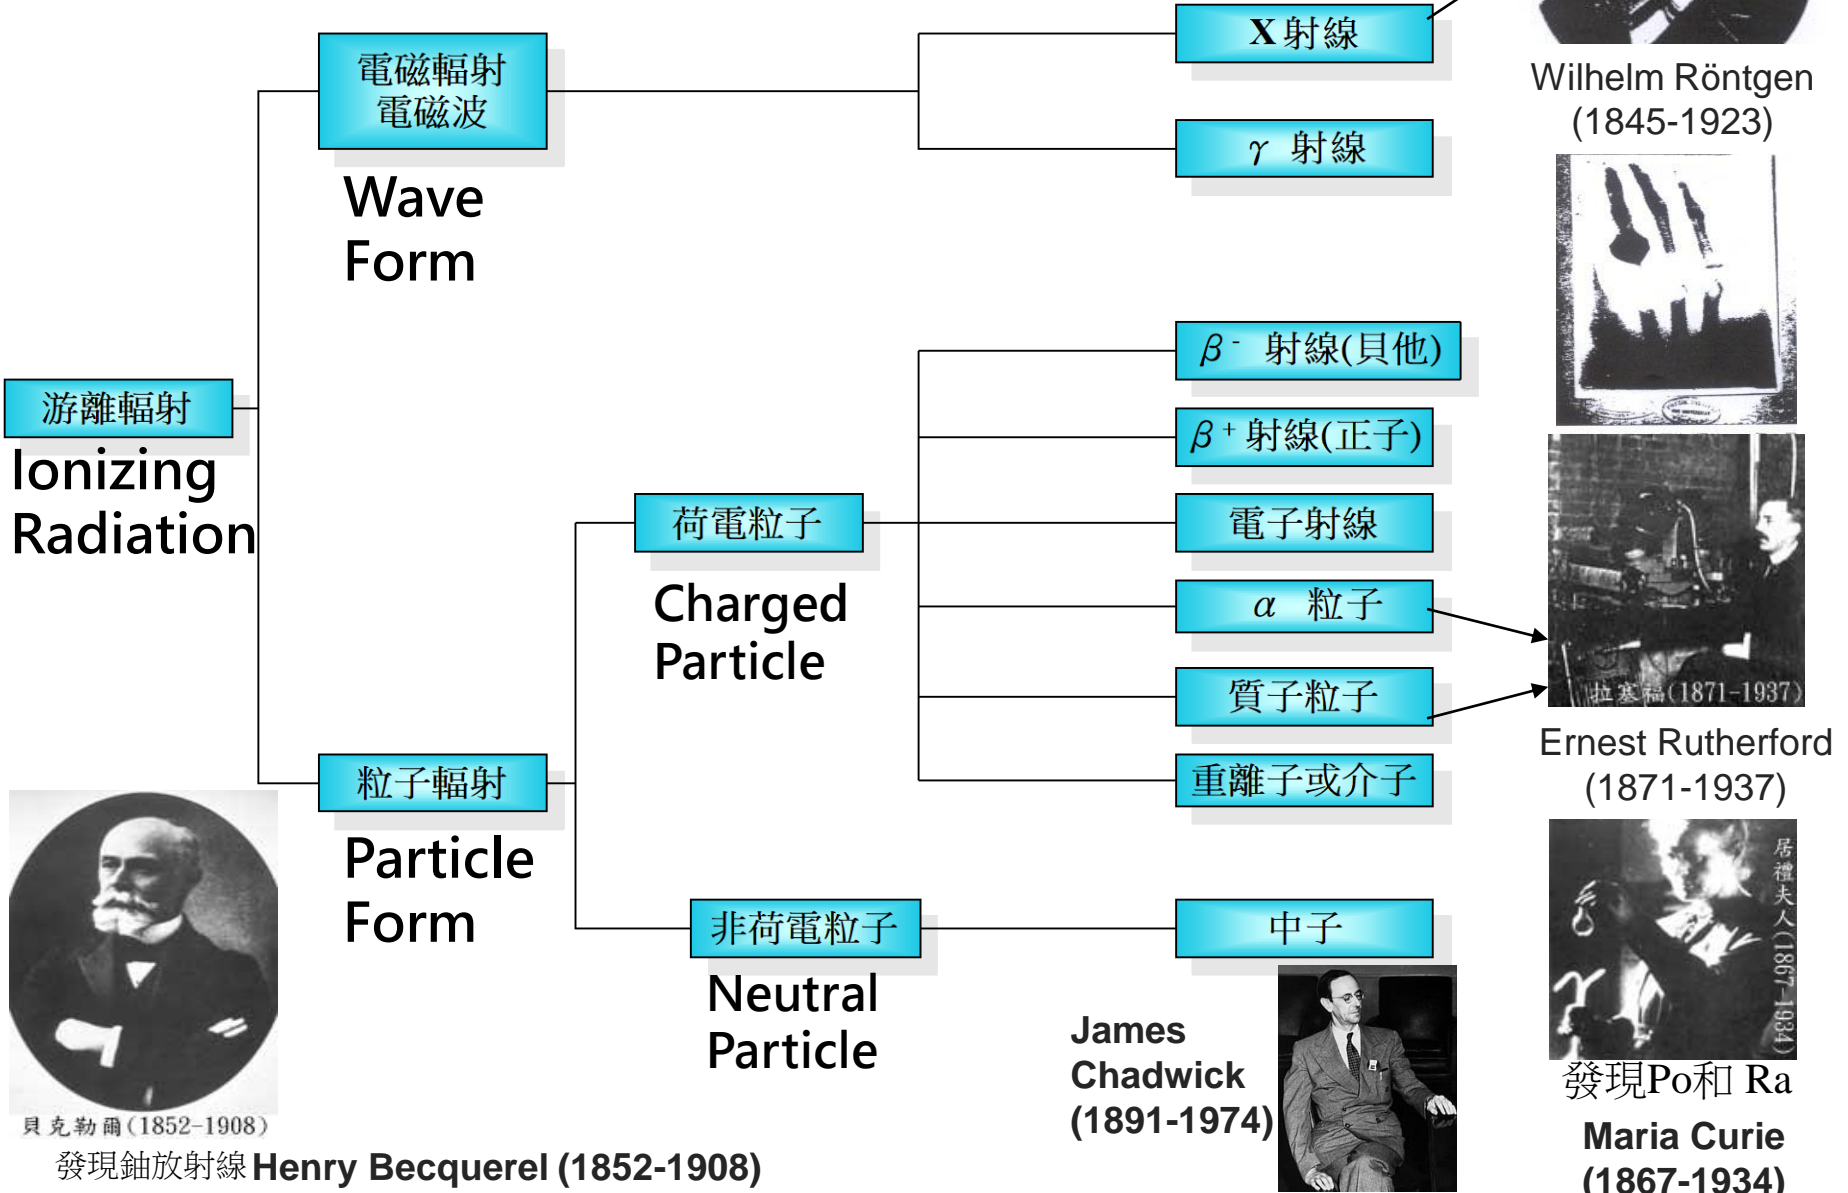 X射線
Wilhelm Röntgen
(1845-1923)
電磁輻射
電磁波
γ 射線
Wave
Form
β⁻ 射線(貝他)
游離輻射
β⁺射線(正子)
Ionizing
Radiation
荷電粒子
電子射線
Charged
Particle
α 粒子
質子粒子
拉塞福(1871-1937)
Ernest Rutherford
(1871-1937)
粒子輻射
重離子或介子
Particle
Form
居禮夫人(1867-1934)
非荷電粒子
中子
Neutral
Particle
James
Chadwick
(1891-1974)
發現Po和 Ra
Maria Curie
(1867-1934)
貝克勒爾(1852-1908)
發現鈾放射線Henry Becquerel (1852-1908)